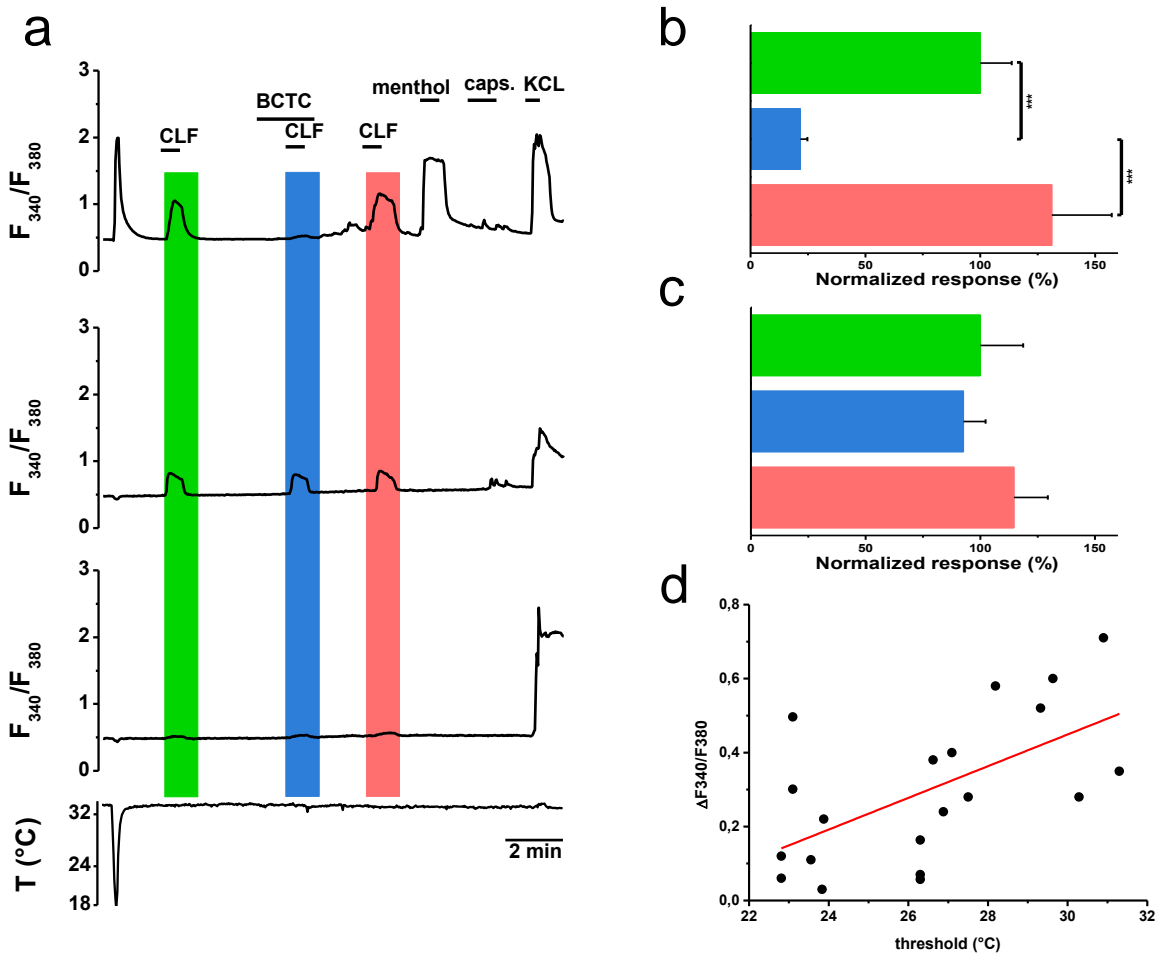 a
3
2
1
0
F340/F380
CLF
BCTC
CLF
CLF
menthol
caps.
KCL
3
2
1
0
F340/F380
3
2
1
0
F340/F380
32
24
18
T (°C)
2 min
b
***
***
0
50
100
150
Normalized response (%)
c
0
50
100
150
Normalized response (%)
d
0,8
0,6
0,4
0,2
0,0
ΔF340/F380
22
24
26
28
30
32
threshold (°C)